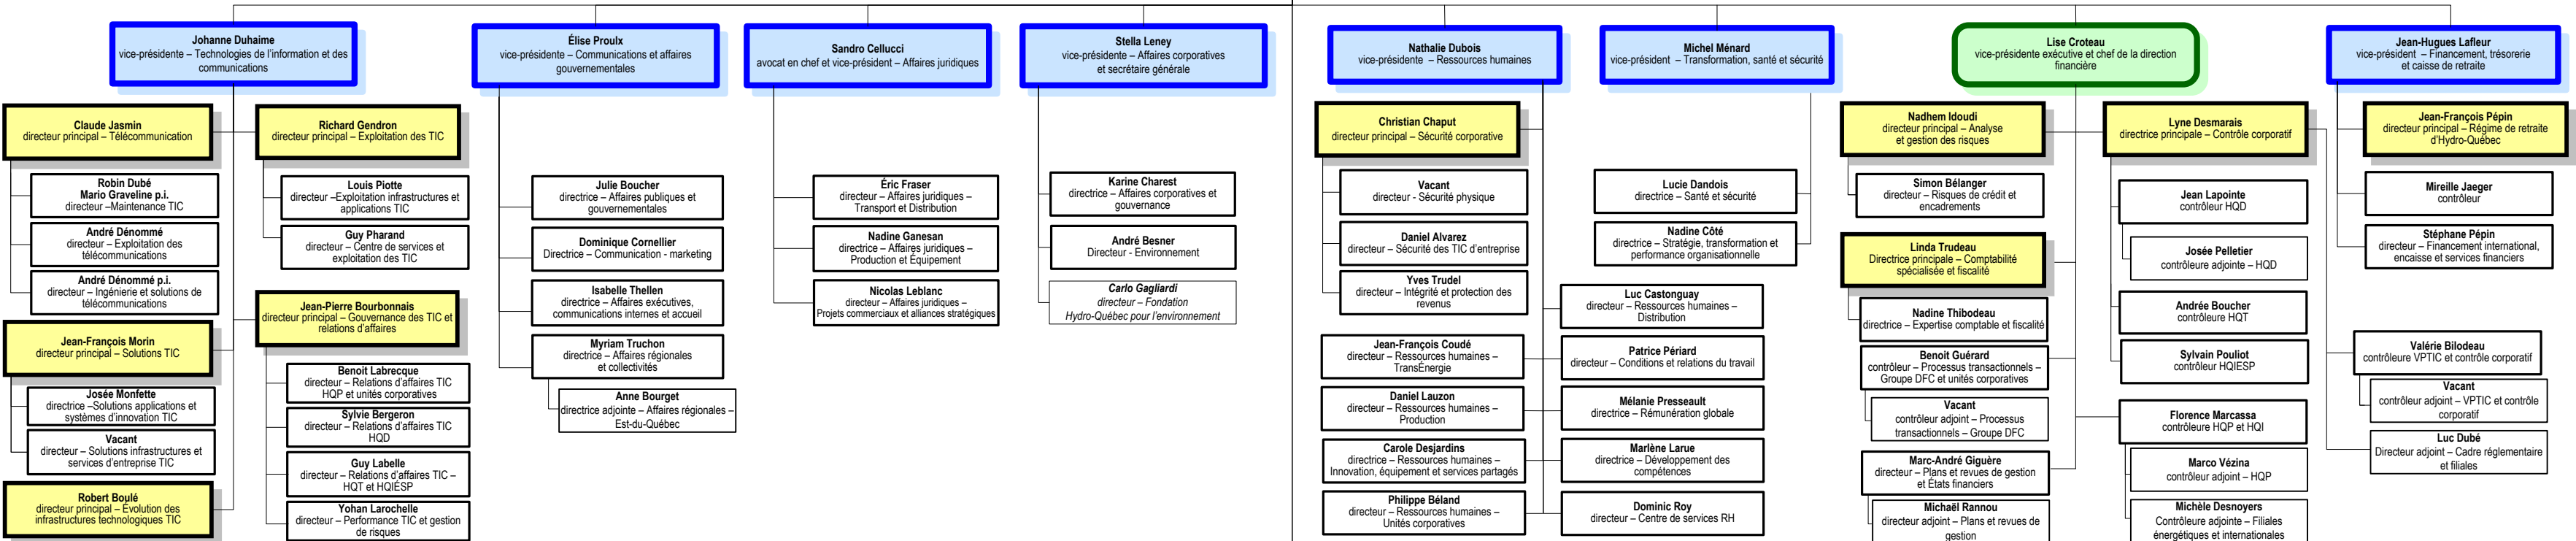 Johanne Duhaime
vice-présidente – Technologies de l'information et des
communications
Élise Proulx
vice-présidente – Communications et affaires
gouvernementales
Sandro Cellucci
avocat en chef et vice-président – Affaires juridiques
Stella Leney
vice-présidente – Affaires corporatives
et secrétaire générale
Nathalie Dubois
vice-présidente – Ressources humaines
Michel Ménard
vice-président – Transformation, santé et sécurité
Lise Croteau
vice-présidente exécutive et chef de la direction
financière
Jean-Hugues Lafleur
vice-président – Financement, trésorerie
et caisse de retraite
Claude Jasmin
directeur principal – Télécommunication
Robin Dubé
Mario Graveline p.i.
directeur –Maintenance TIC
André Dénommé
directeur – Exploitation des
télécommunications
André Dénommé p.i.
directeur – Ingénierie et solutions de
télécommunications
Jean-François Morin
directeur principal – Solutions TIC
Josée Monfette
directrice –Solutions applications et
systèmes d'innovation TIC
Vacant
directeur – Solutions infrastructures et
services d'entreprise TIC
Robert Boulé
directeur principal – Évolution des
infrastructures technologiques TIC
Richard Gendron
directeur principal – Exploitation des TIC
Louis Piotte
directeur –Exploitation infrastructures et
applications TIC
Guy Pharand
directeur – Centre de services et
exploitation des TIC
Jean-Pierre Bourbonnais
directeur principal – Gouvernance des TIC et
relations d'affaires
Benoit Labrecque
directeur – Relations d'affaires TIC
HQP et unités corporatives
Sylvie Bergeron
directeur – Relations d'affaires TIC
HQD
Guy Labelle
directeur – Relations d'affaires TIC –
HQT et HQIESP
Yohan Larochelle
directeur – Performance TIC et gestion
de risques
Julie Boucher
directrice – Affaires publiques et
gouvernementales
Dominique Cornellier
Directrice – Communication - marketing
Isabelle Thellen
directrice – Affaires exécutives,
communications internes et accueil
Myriam Truchon
directrice – Affaires régionales
et collectivités
Anne Bourget
directrice adjointe – Affaires régionales –
Est-du-Québec
Éric Fraser
directeur – Affaires juridiques –
Transport et Distribution
Nadine Ganesan
directrice – Affaires juridiques –
Production et Équipement
Nicolas Leblanc
directeur – Affaires juridiques –
Projets commerciaux et alliances stratégiques
Karine Charest
directrice – Affaires corporatives et
gouvernance
André Besner
Directeur - Environnement
Carlo Gagliardi
directeur – Fondation
Hydro-Québec pour l'environnement
Christian Chaput
directeur principal – Sécurité corporative
Vacant
directeur - Sécurité physique
Daniel Alvarez
directeur – Sécurité des TIC d'entreprise
Yves Trudel
directeur – Intégrité et protection des
revenus
Jean-François Coudé
directeur – Ressources humaines –
TransÉnergie
Daniel Lauzon
directeur – Ressources humaines –
Production
Carole Desjardins
directrice – Ressources humaines –
Innovation, équipement et services partagés
Philippe Béland
directeur – Ressources humaines –
Unités corporatives
Luc Castonguay
directeur – Ressources humaines –
Distribution
Patrice Périard
directeur – Conditions et relations du travail
Mélanie Presseault
directrice – Rémunération globale
Marlène Larue
directrice – Développement des
compétences
Dominic Roy
directeur – Centre de services RH
Lucie Dandois
directrice – Santé et sécurité
Nadine Côté
directrice – Stratégie, transformation et
performance organisationnelle
Nadhem Idoudi
directeur principal – Analyse
et gestion des risques
Simon Bélanger
directeur – Risques de crédit et
encadrements
Linda Trudeau
Directrice principale – Comptabilité
spécialisée et fiscalité
Nadine Thibodeau
directrice – Expertise comptable et fiscalité
Benoit Guérard
contrôleur – Processus transactionnels –
Groupe DFC et unités corporatives
Vacant
contrôleur adjoint – Processus
transactionnels – Groupe DFC
Marc-André Giguère
directeur – Plans et revues de gestion
et États financiers
Michaël Rannou
directeur adjoint – Plans et revues de
gestion
Lyne Desmarais
directrice principale – Contrôle corporatif
Jean Lapointe
contrôleur HQD
Josée Pelletier
contrôleure adjointe – HQD
Andrée Boucher
contrôleure HQT
Sylvain Pouliot
contrôleur HQIESP
Florence Marcassa
contrôleure HQP et HQI
Marco Vézina
contrôleur adjoint – HQP
Michèle Desnoyers
Contrôleure adjointe – Filiales
énergétiques et internationales
Jean-François Pépin
directeur principal – Régime de retraite
d'Hydro-Québec
Mireille Jaeger
contrôleur
Stéphane Pépin
directeur – Financement international,
encaisse et services financiers
Valérie Bilodeau
contrôleure VPTIC et contrôle corporatif
Vacant
contrôleur adjoint – VPTIC et contrôle
corporatif
Luc Dubé
Directeur adjoint – Cadre réglementaire
et filiales